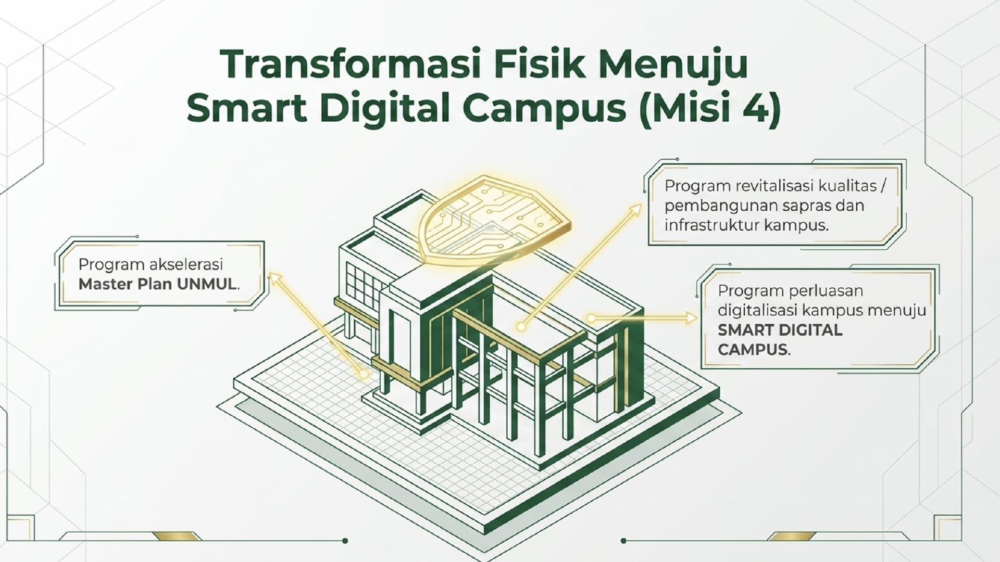 Transformasi Fisik Menuju
Smart Digital Campus (Misi 4)
Program akselerasi
Master Plan UNMUL.
Program revitalisasi kualitas /
pembangunan sapras dan
infrastruktur kampus.
Program perluasan
digitalisasi kampus menuju
SMART DIGITAL
CAMPUS.